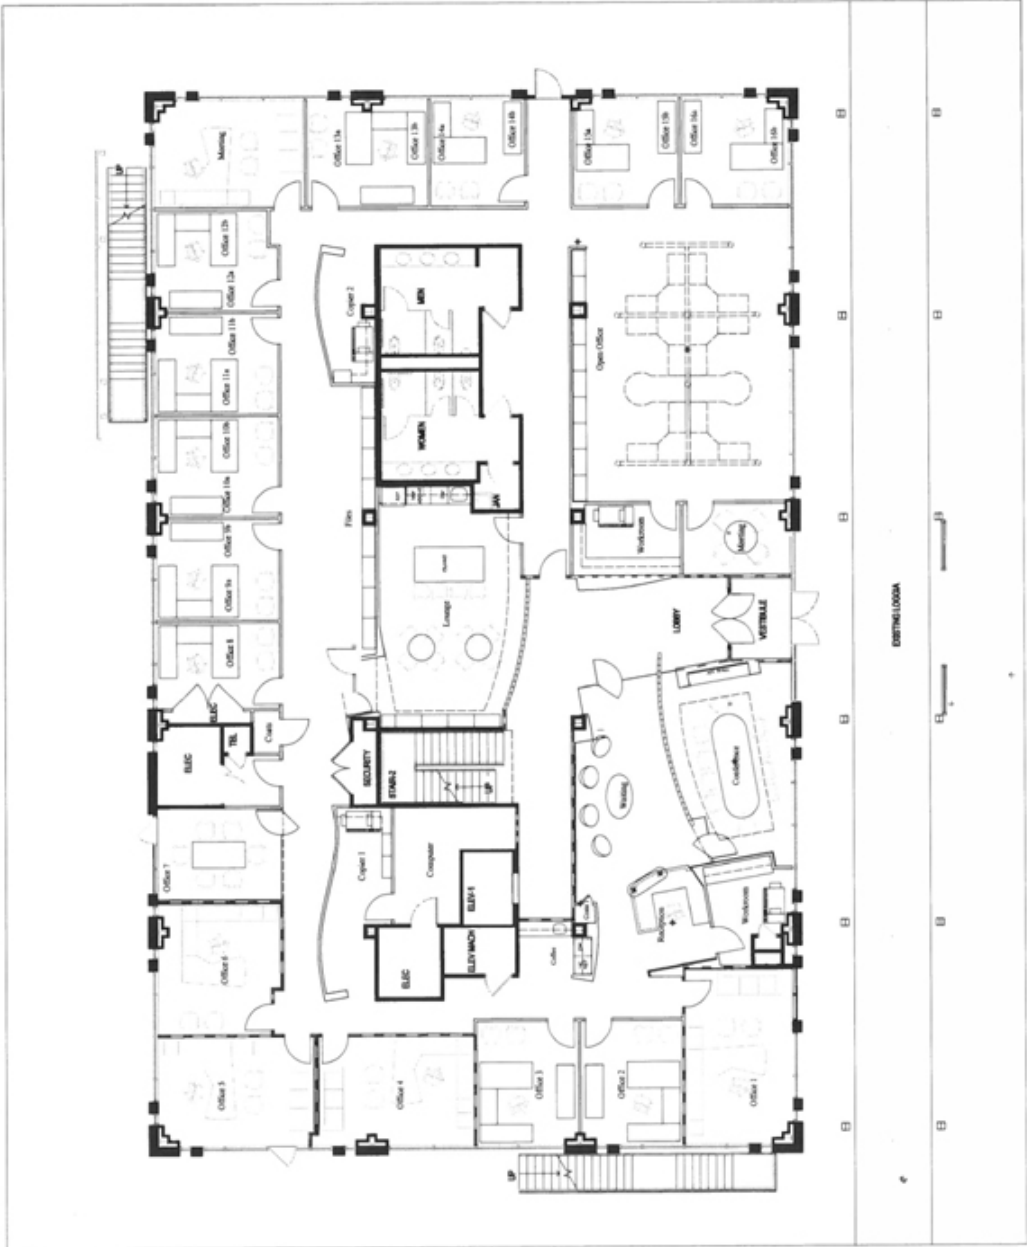 UP
Meeting
Office 13a
Office 13b
Office 14a
Office 14b
Office 15a
Office 15b
Office 16a
Office 16b
Office 12b
Office 12a
Office 11b
Office 11a
Office 10b
Office 10a
Office 9b
Office 9a
Office 8
ELEC
Copier 2
MEN
WOMEN
JAN
Open Office
Files
Lounge
Workroom
Meeting
LOBBY
VESTIBULE
EXISTING LOGGIA
ELEC
TEL
Coats
SECURITY
STAIR-2
UP
Waiting
Conference
Office 7
Copier 1
Computer
ELEV-1
ELEV MACH
ELEC
Coffee
Coats
Reception
Workroom
Office 6
Office 5
Office 4
Office 3
Office 2
Office 1
UP